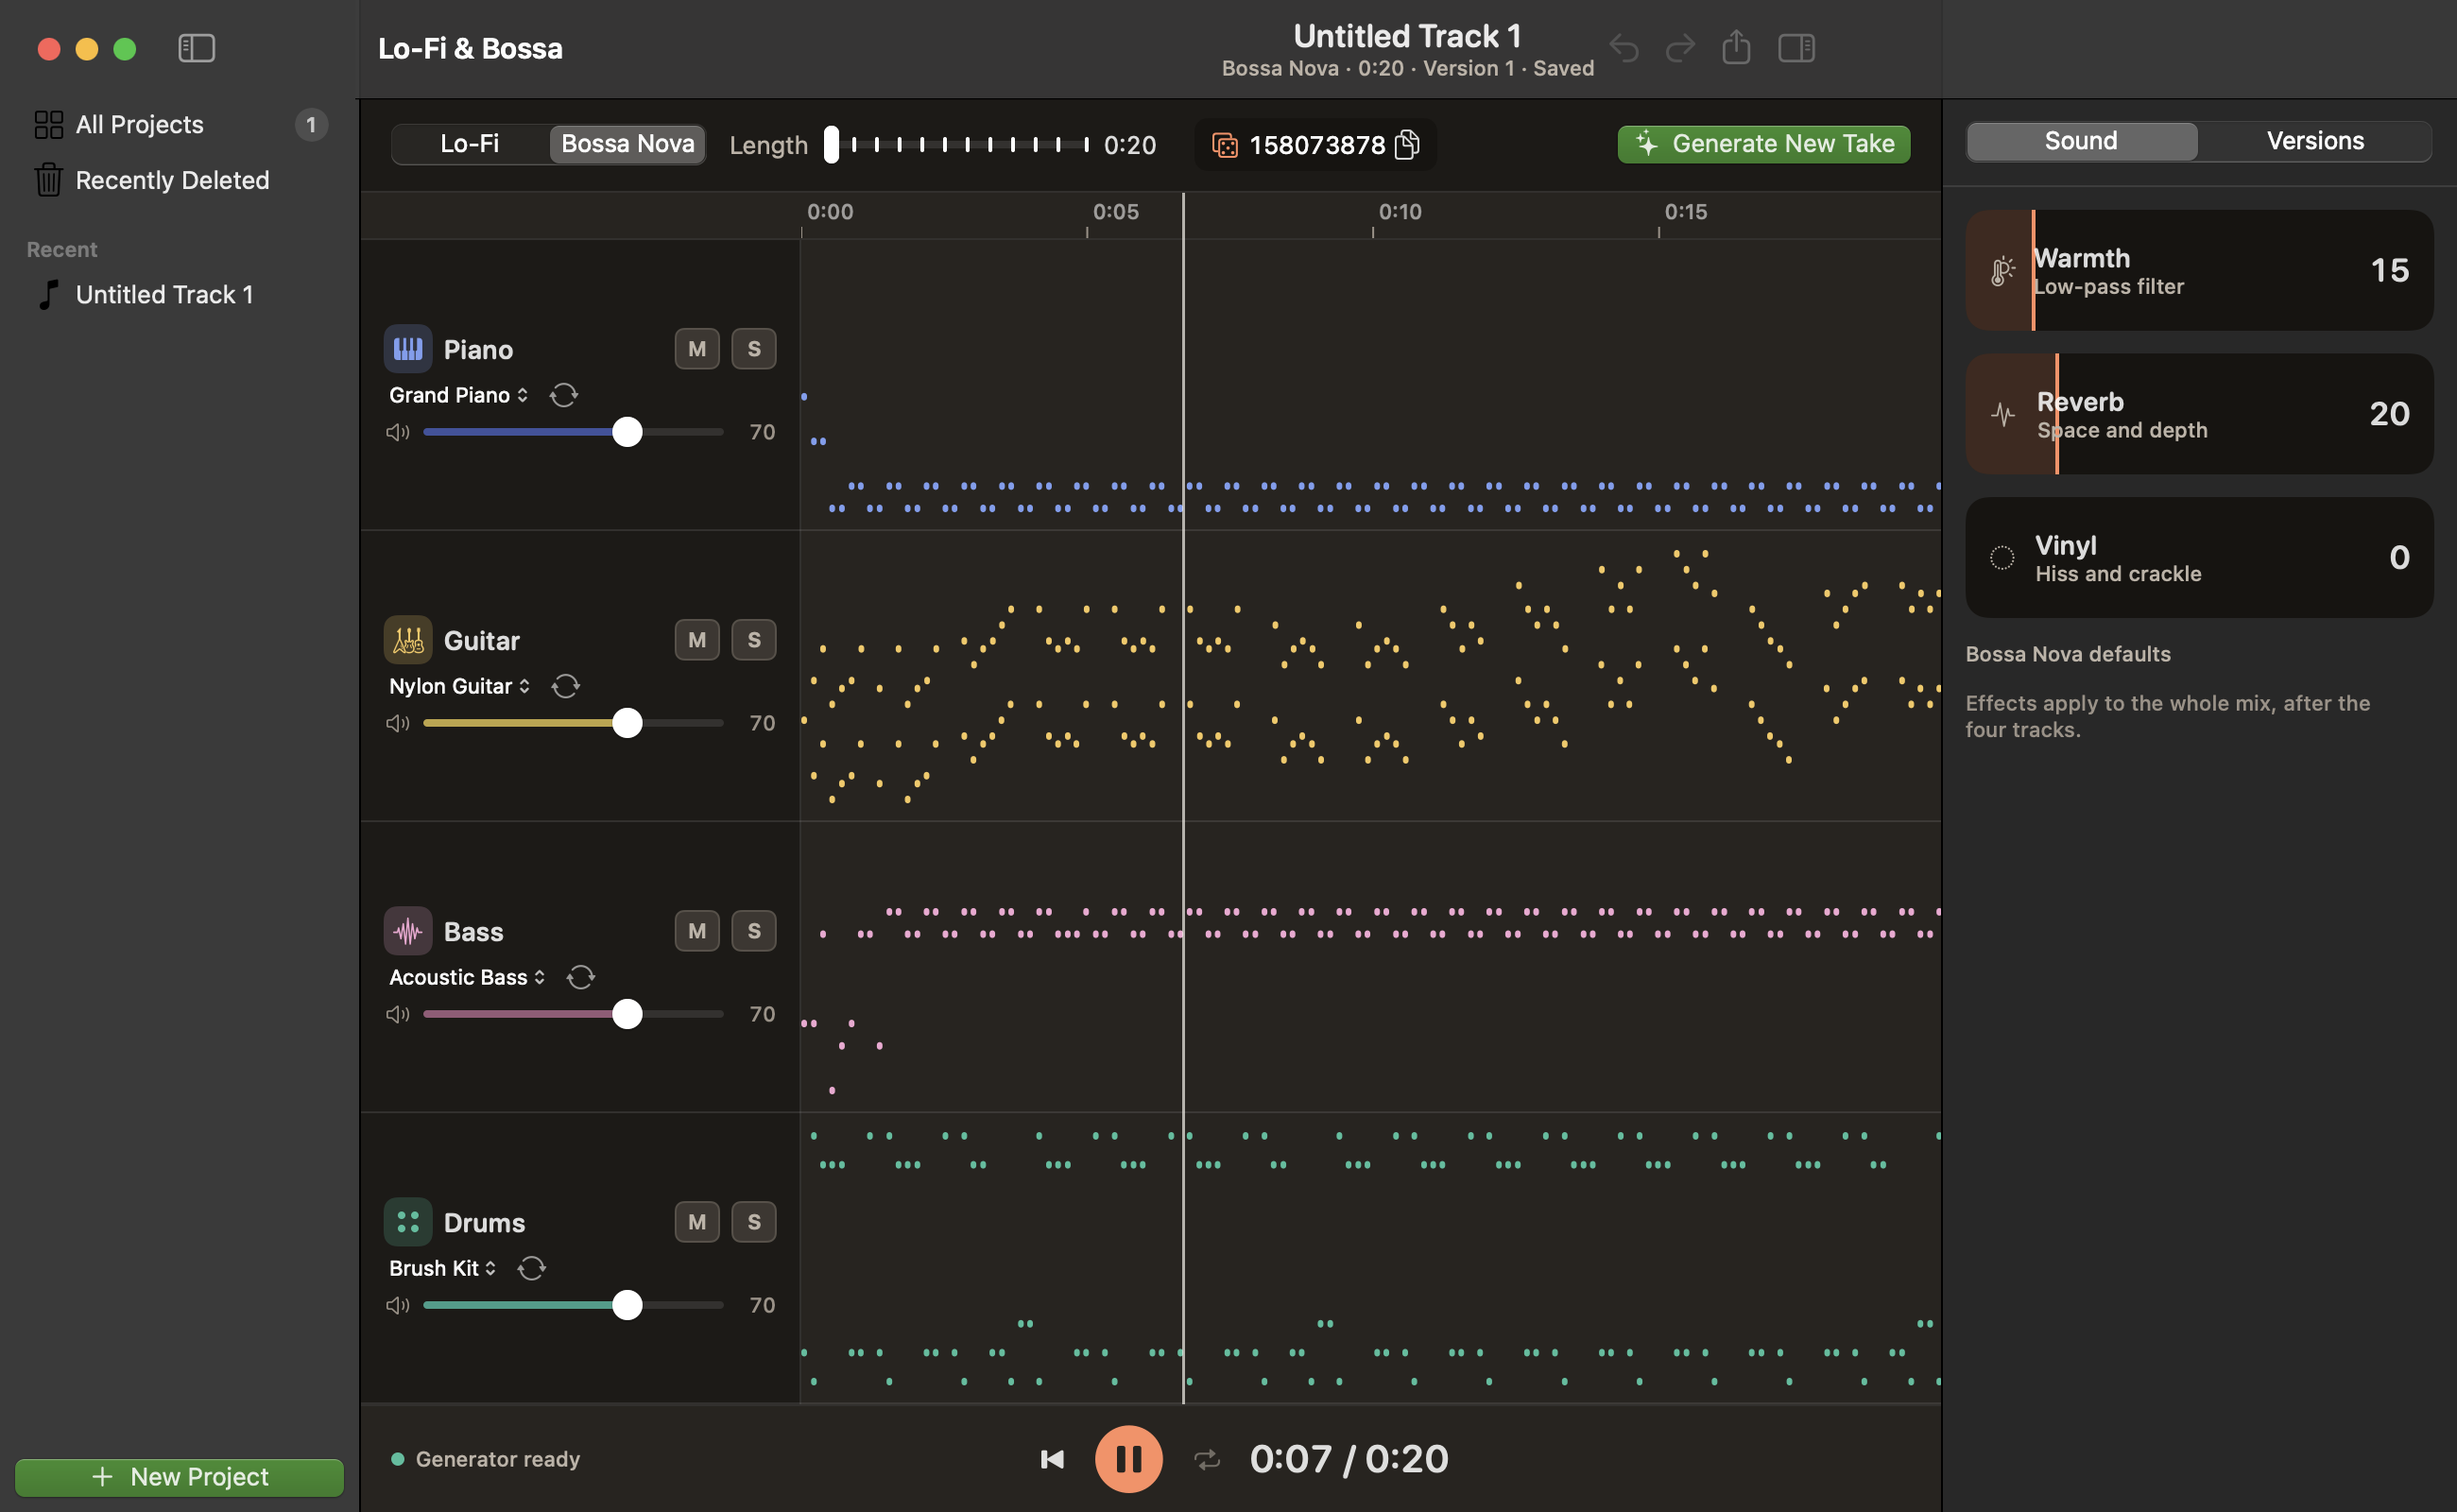 Lo-Fi & Bossa
Untitled Track 1
Bossa Nova · 0:20 · Version 1 · Saved
All Projects 1
Recently Deleted
Recent
Untitled Track 1
New Project
Lo-Fi Bossa Nova Length 0:20 158073878 Generate New Take
0:00 0:05 0:10 0:15
Piano M S
Grand Piano
70
Guitar M S
Nylon Guitar
70
Bass M S
Acoustic Bass
70
Drums M S
Brush Kit
70
Generator ready
0:07 / 0:20
Sound Versions
Warmth
Low-pass filter
15
Reverb
Space and depth
20
Vinyl
Hiss and crackle
0
Bossa Nova defaults
Effects apply to the whole mix, after the
four tracks.